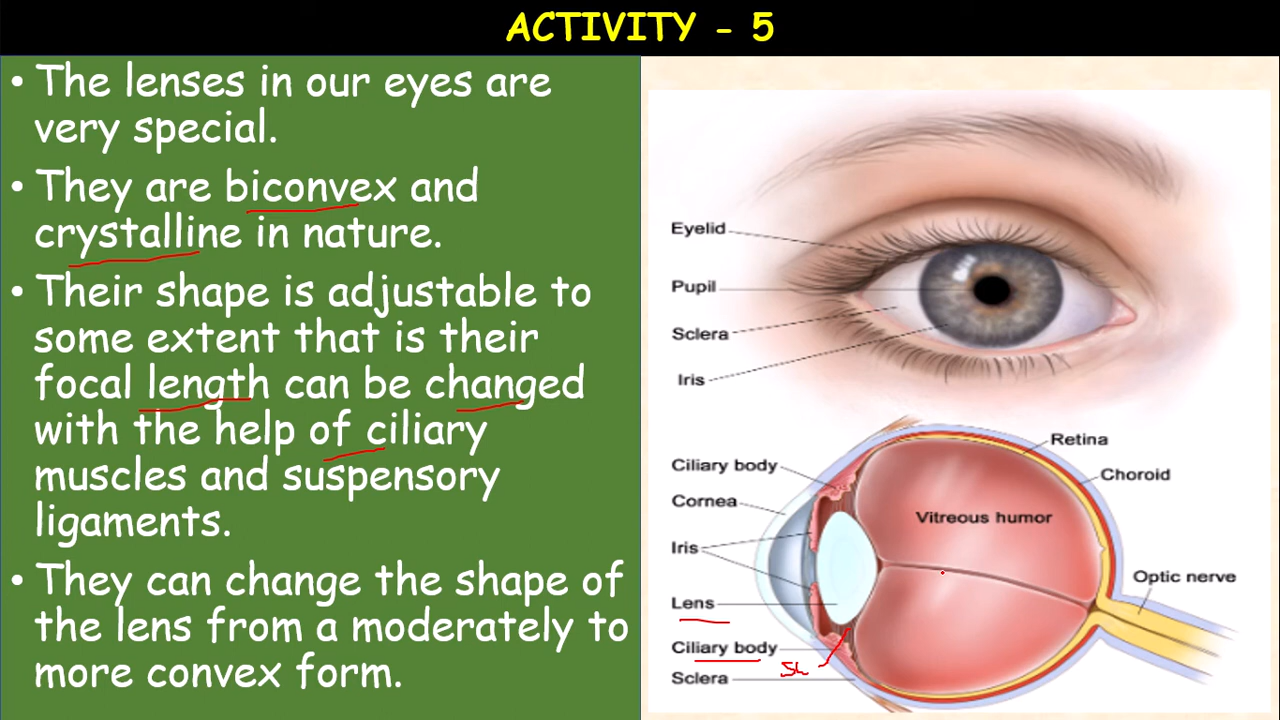 ACTIVITY - 5
• The lenses in our eyes are
very special.
• They are biconvex and
crystalline in nature.
• Their shape is adjustable to
some extent that is their
focal length can be changed
with the help of ciliary
muscles and suspensory
ligaments.
• They can change the shape of
the lens from a moderately to
more convex form.
Eyelid
Pupil
Sclera
Iris
Retina
Ciliary body
Choroid
Cornea
Vitreous humor
Iris
Optic nerve
Lens
Ciliary body
SL
Sclera